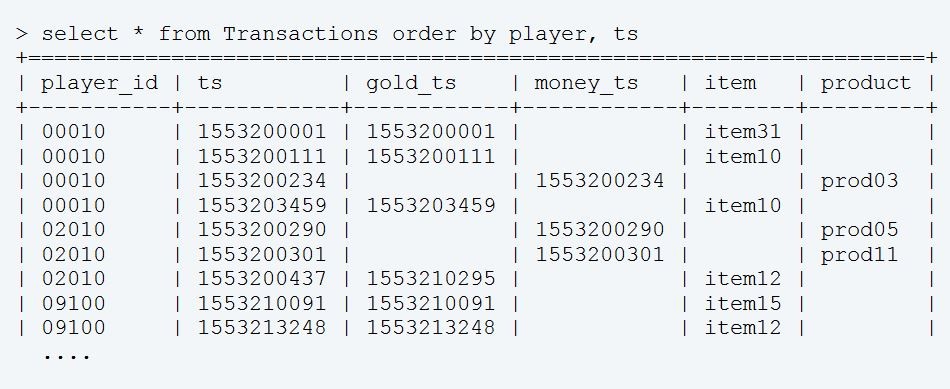 > select * from Transactions order by player, ts
+===================================================================+
| player_id | ts         | gold_ts    | money_ts   | item   | product |
+-----------+------------+------------+------------+--------+---------+
| 00010     | 1553200001 | 1553200001 |            | item31 |         |
| 00010     | 1553200111 | 1553200111 |            | item10 |         |
| 00010     | 1553200234 |            | 1553200234 |        | prod03  |
| 00010     | 1553203459 | 1553203459 |            | item10 |         |
| 02010     | 1553200290 |            | 1553200290 |        | prod05  |
| 02010     | 1553200301 |            | 1553200301 |        | prod11  |
| 02010     | 1553200437 | 1553210295 |            | item12 |         |
| 09100     | 1553210091 | 1553210091 |            | item15 |         |
| 09100     | 1553213248 | 1553213248 |            | item12 |         |
....